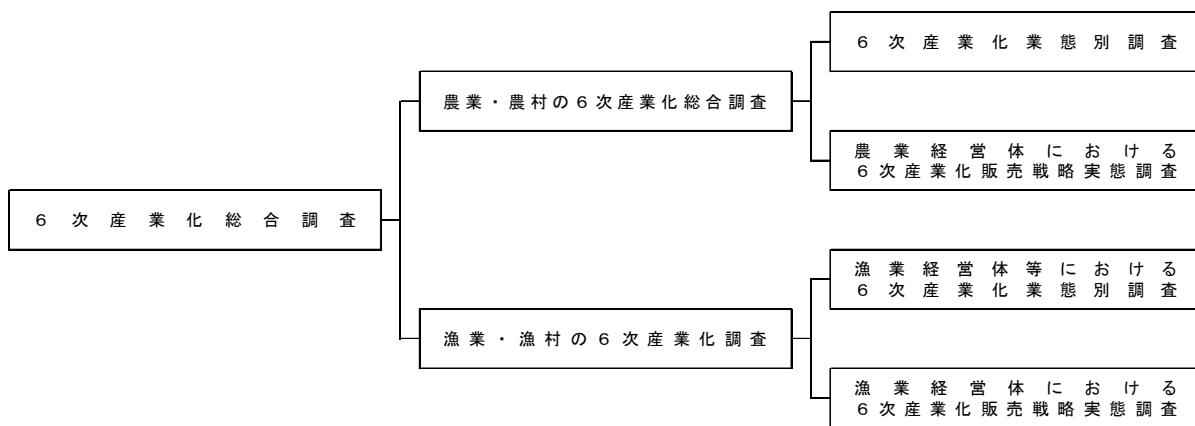 ６次産業化総合調査
農業・農村の６次産業化総合調査
６次産業化業態別調査
農業経営体における
６次産業化販売戦略実態調査
漁業・漁村の６次産業化調査
漁業経営体等における
６次産業化業態別調査
漁業経営体における
６次産業化販売戦略実態調査